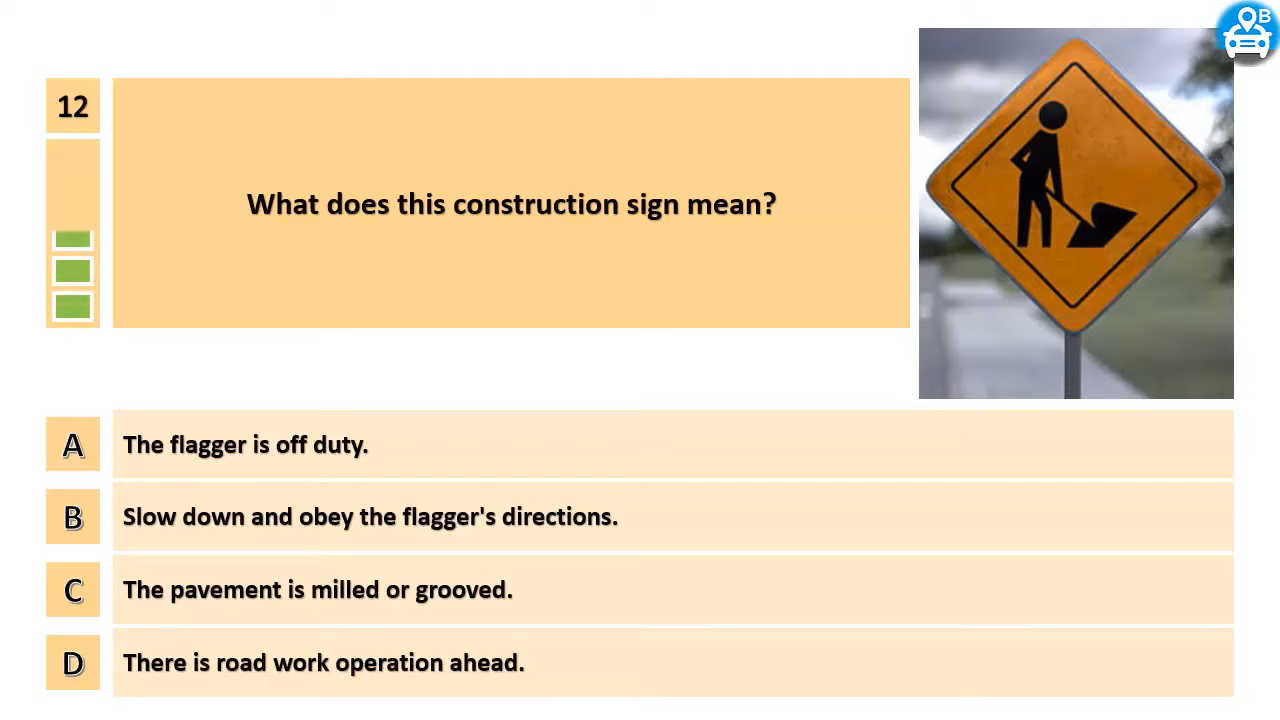 B
12
What does this construction sign mean?
A
The flagger is off duty.
B
Slow down and obey the flagger's directions.
C
The pavement is milled or grooved.
D
There is road work operation ahead.